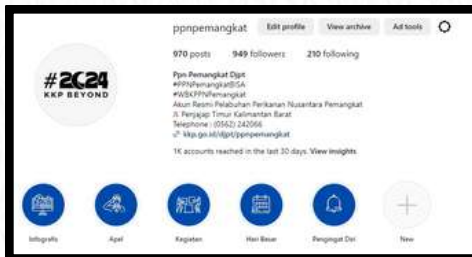 ppnpemangkat Edit profile View archive Ad tools
970 posts 949 followers 210 following
#2C24
KKP BEYOND
Ppn Pemangkat Djpt
#PPNPemangkatBISA
#WBKPPNPemangkat
Akun Resmi Pelabuhan Perikanan Nusantara Pemangkat
Jl. Penjajap Timur Kalimantan Barat
Telephone : (0562) 242066
kkp.go.id/djpt/ppnpemangkat
1K accounts reached in the last 30 days. View insights.
Infografis Apel Kegiatan Hari Besar Pengingat Diri New